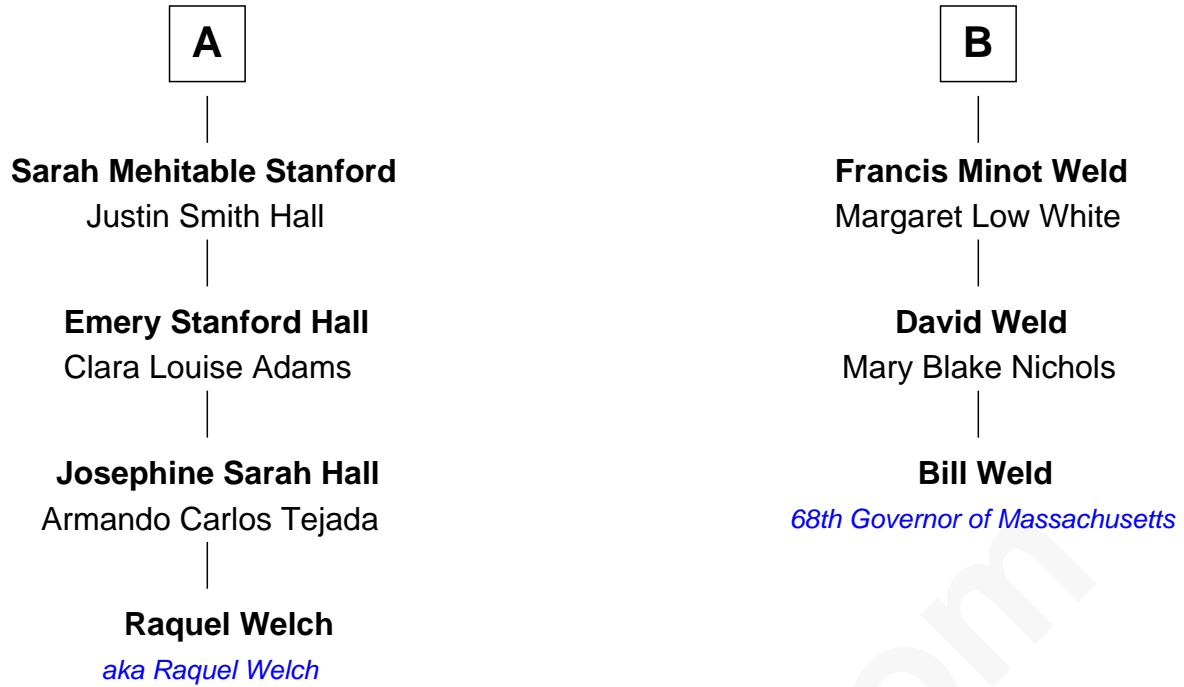 A
Sarah Mehitable Stanford
Justin Smith Hall
Emery Stanford Hall
Clara Louise Adams
Josephine Sarah Hall
Armando Carlos Tejada
Raquel Welch
aka Raquel Welch
B
Francis Minot Weld
Margaret Low White
David Weld
Mary Blake Nichols
Bill Weld
68th Governor of Massachusetts
om